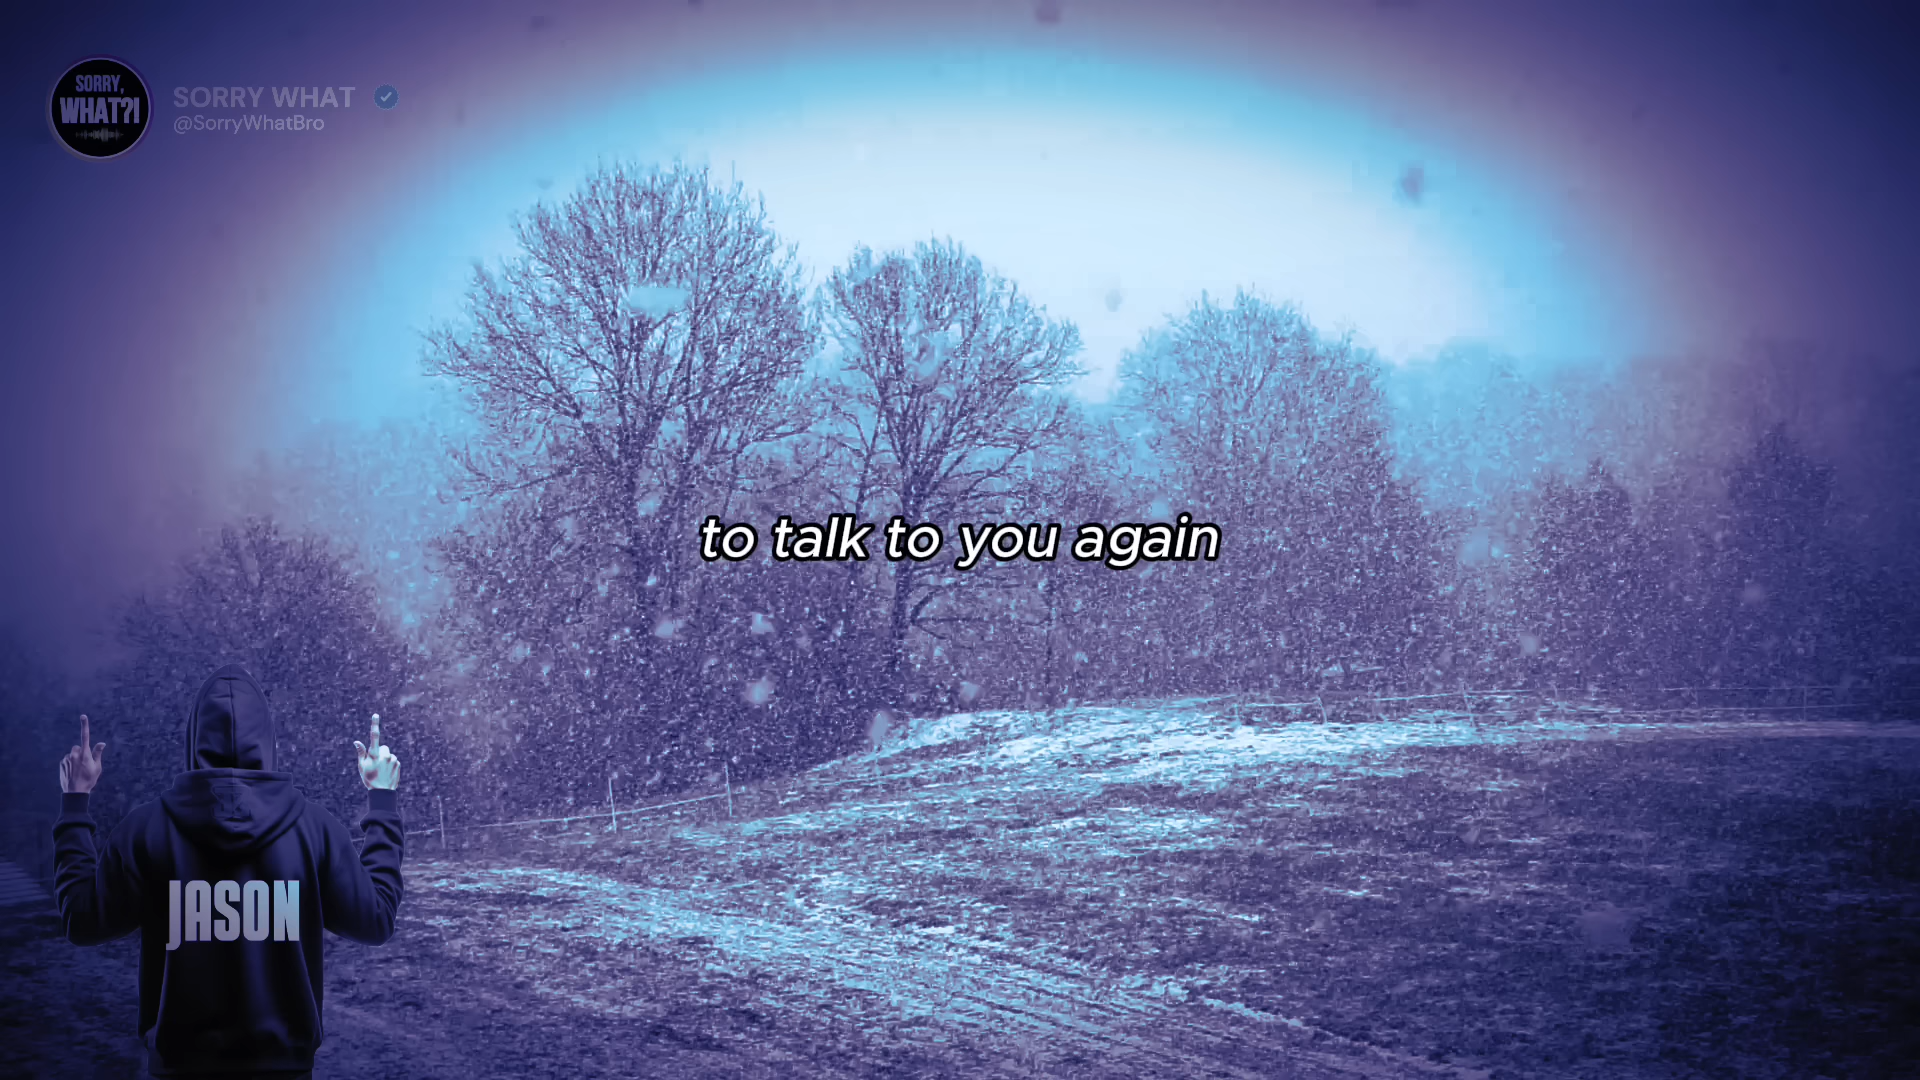 SORRY,
WHAT?!
SORRY WHAT
@SorryWhatBro
to talk to you again
JASON